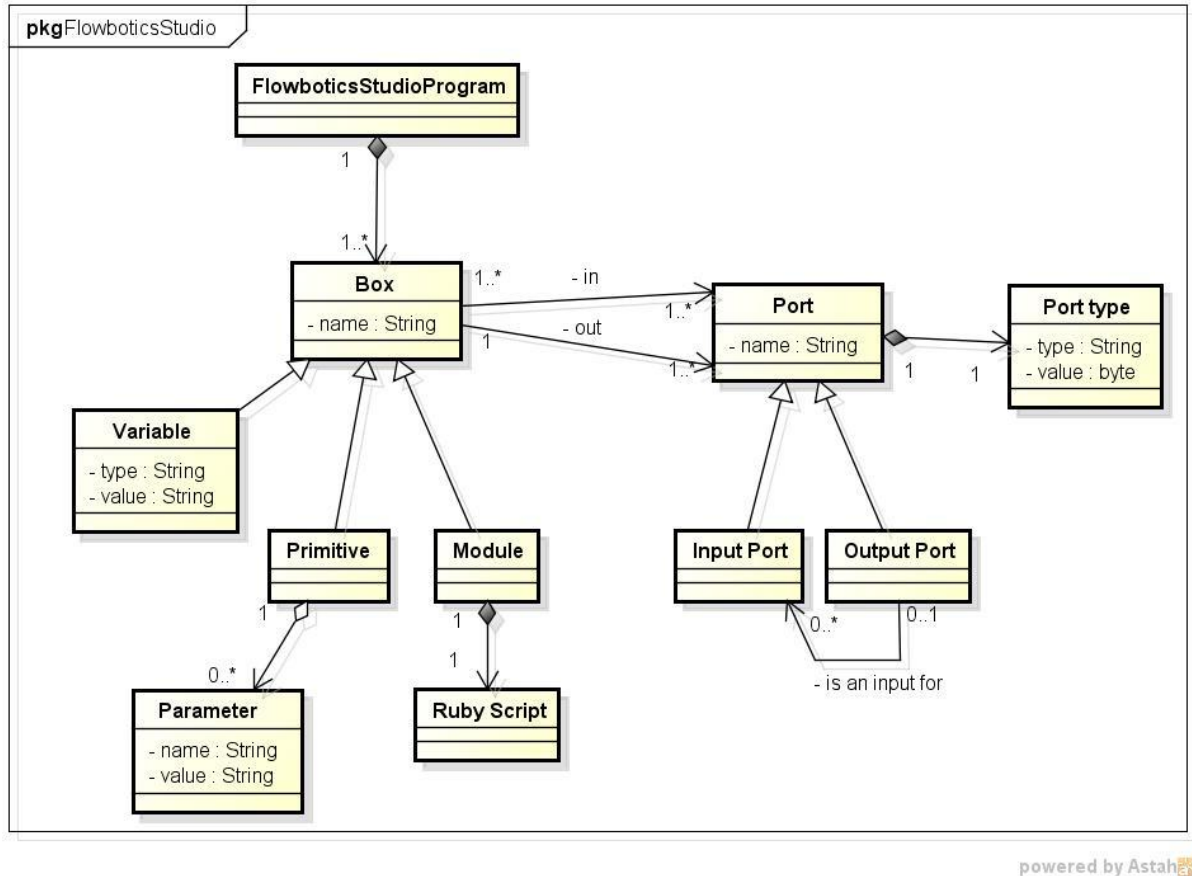 pkgFlowboticsStudio
FlowboticsStudioProgram
1
1..*
Box
- name : String
1..*
- in
1..*
1
- out
1..*
Port
- name : String
1
1
Port type
- type : String
- value : byte
Variable
- type : String
- value : String
Primitive
1
0..*
Module
1
1
Input Port
Output Port
0..*
0..1
- is an input for
Parameter
- name : String
- value : String
Ruby Script
powered by Astah